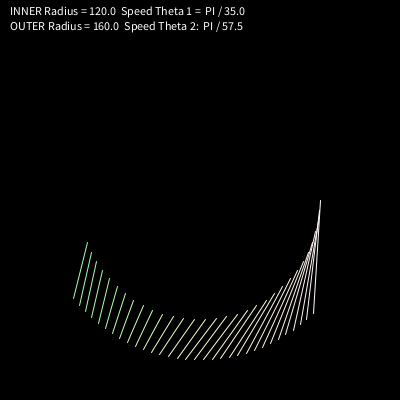 INNER Radius = 120.0 Speed Theta 1 = PI / 35.0
OUTER Radius = 160.0 Speed Theta 2: PI / 57.5